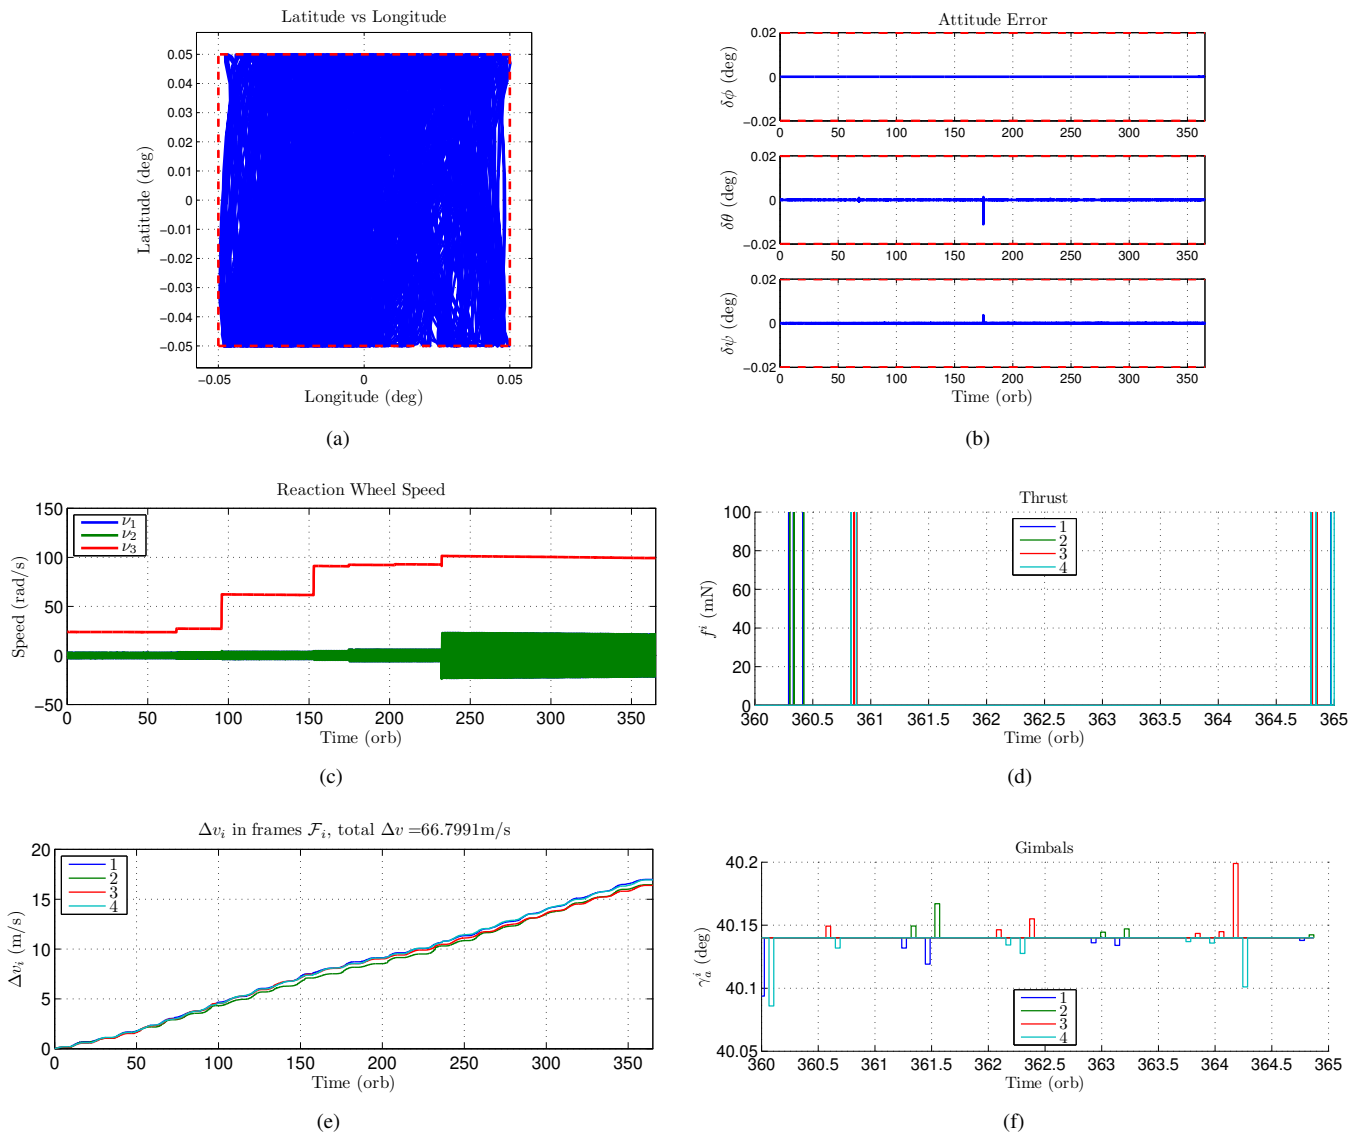 Latitude vs Longitude
0.05
0.04
0.03
0.02
0.01
0
−0.01
−0.02
−0.03
−0.04
−0.05
Latitude (deg)
−0.05 0 0.05
Longitude (deg)
(a)
Attitude Error
0.02
0
−0.02
δϕ (deg)
0 50 100 150 200 250 300 350
0.02
0
−0.02
δθ (deg)
0 50 100 150 200 250 300 350
0.02
0
−0.02
δψ (deg)
0 50 100 150 200 250 300 350
Time (orb)
(b)
Reaction Wheel Speed
150
100
50
0
−50
Speed (rad/s)
ν1
ν2
ν3
0 50 100 150 200 250 300 350
Time (orb)
(c)
Thrust
100
80
60
40
20
0
f^i (mN)
1
2
3
4
360 360.5 361 361.5 362 362.5 363 363.5 364 364.5 365
Time (orb)
(d)
Δv_i in frames F_i, total Δv =66.7991m/s
20
15
10
5
0
Δv_i (m/s)
1
2
3
4
0 50 100 150 200 250 300 350
Time (orb)
(e)
Gimbals
40.2
40.15
40.1
40.05
γ_a^i (deg)
1
2
3
4
360 360.5 361 361.5 362 362.5 363 363.5 364 364.5 365
Time (orb)
(f)